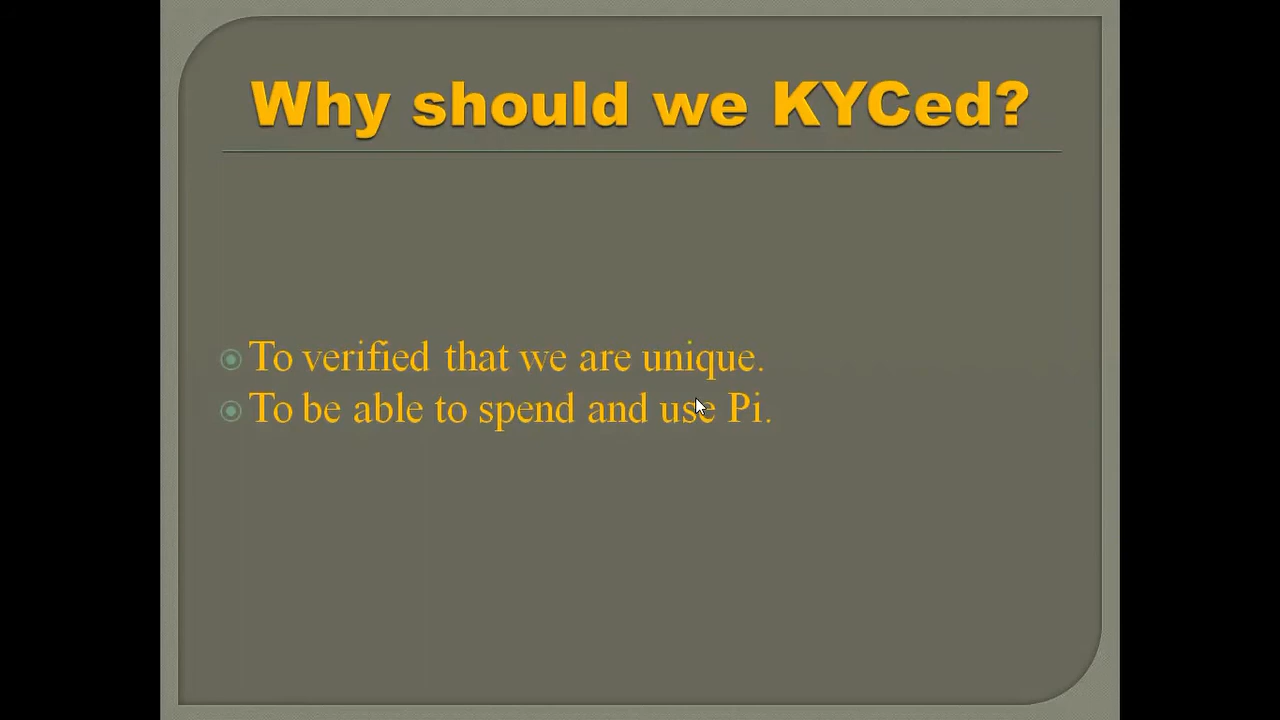 Why should we KYCed?
To verified that we are unique.
To be able to spend and use Pi.